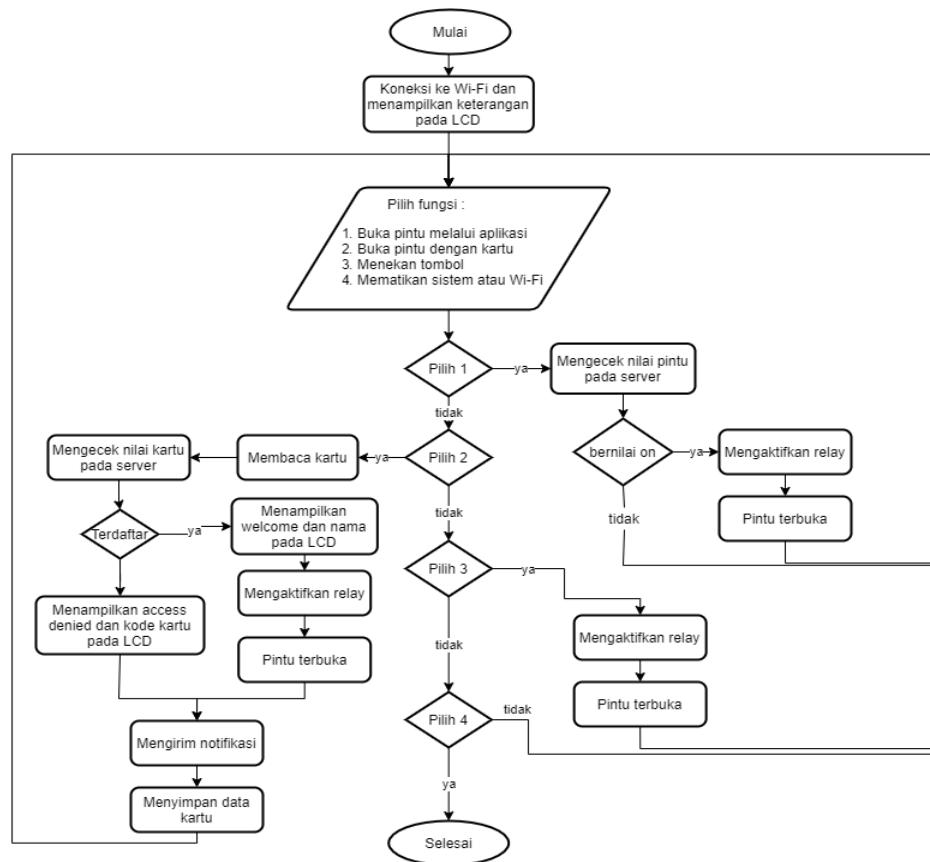 Mulai
Koneksi ke Wi-Fi dan
menampilkan keterangan
pada LCD
Pilih fungsi :
1. Buka pintu melalui aplikasi
2. Buka pintu dengan kartu
3. Menekan tombol
4. Mematikan sistem atau Wi-Fi
Pilih 1
ya
Mengecek nilai pintu
pada server
tidak
bernilai on
ya
Mengaktifkan relay
tidak
Pintu terbuka
Pilih 2
ya
Membaca kartu
Mengecek nilai kartu
pada server
Terdaftar
ya
Menampilkan
welcome dan nama
pada LCD
Mengaktifkan relay
Pintu terbuka
Menampilkan access
denied dan kode kartu
pada LCD
Mengirim notifikasi
Menyimpan data
kartu
tidak
Pilih 3
ya
Mengaktifkan relay
Pintu terbuka
tidak
Pilih 4
tidak
ya
Selesai